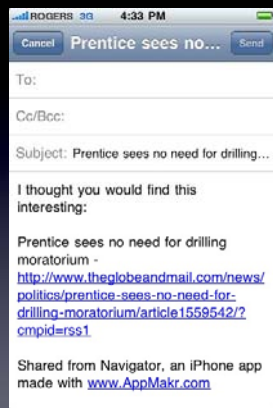 ROGERS 3G 4:33 PM
Cancel Prentice sees no... Send
To:
Cc/Bcc:
Subject: Prentice sees no need for drilling...
I thought you would find this
interesting:
Prentice sees no need for drilling
moratorium -
http://www.theglobeandmail.com/news/
politics/prentice-sees-no-need-for-
drilling-moratorium/article1559542/?
cmpid=rss1
Shared from Navigator, an iPhone app
made with www.AppMakr.com